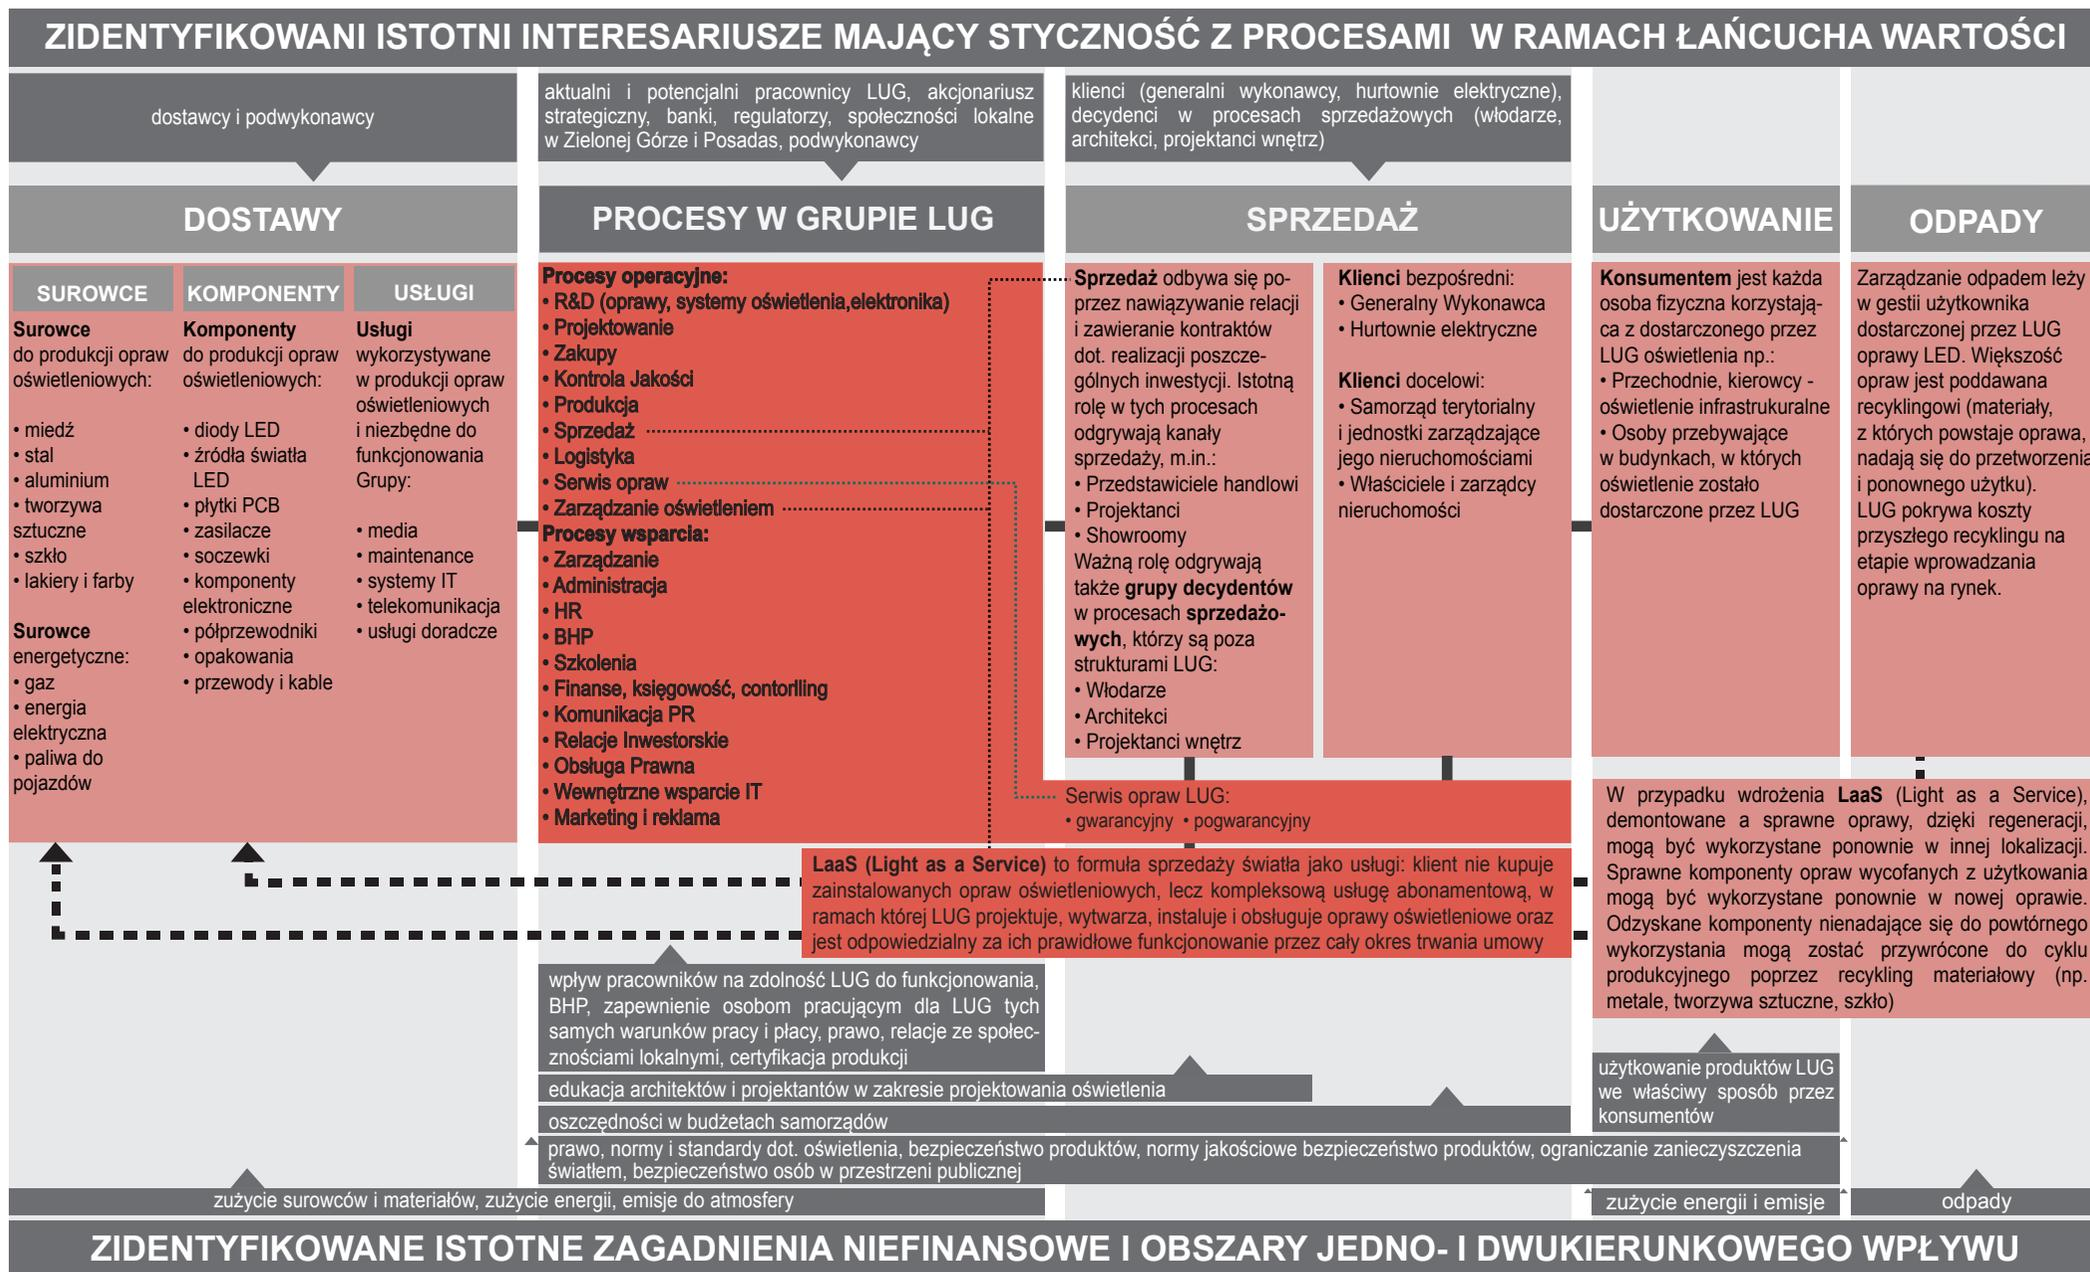 ZIDENTYFIKOWANI ISTOTNI INTERESARIUSZE MAJĄCY STYCZNOŚĆ Z PROCESAMI W RAMACH ŁAŃCUCHA WARTOŚCI
dostawcy i podwykonawcy
aktualni i potencjalni pracownicy LUG, akcjonariusz
strategiczny, banki, regulatorzy, społeczności lokalne
w Zielonej Górze i Posadas, podwykonawcy
klienci (generalni wykonawcy, hurtownie elektryczne),
decydenci w procesach sprzedażowych (włodarze,
architekci, projektanci wnętrz)
DOSTAWY
PROCESY W GRUPIE LUG
SPRZEDAŻ
UŻYTKOWANIE
ODPADY
SUROWCE
Surowce
do produkcji opraw
oświetleniowych:
• miedź
• stal
• aluminium
• tworzywa
sztuczne
• szkło
• lakiery i farby
Surowce
energetyczne:
• gaz
• energia
elektryczna
• paliwa do
pojazdów
KOMPONENTY
Komponenty
do produkcji opraw
oświetleniowych:
• diody LED
• źródła światła
LED
• płytki PCB
• zasilacze
• soczewki
• komponenty
elektroniczne
• półprzewodniki
• opakowania
• przewody i kable
USŁUGI
Usługi
wykorzystywane
w produkcji opraw
oświetleniowych
i niezbędne do
funkcjonowania
Grupy:
• media
• maintenance
• systemy IT
• telekomunikacja
• usługi doradcze
Procesy operacyjne:
• R&D (oprawy, systemy oświetlenia,elektronika)
• Projektowanie
• Zakupy
• Kontrola Jakości
• Produkcja
• Sprzedaż
• Logistyka
• Serwis opraw
• Zarządzanie oświetleniem
Procesy wsparcia:
• Zarządzanie
• Administracja
• HR
• BHP
• Szkolenia
• Finanse, księgowość, contorlling
• Komunikacja PR
• Relacje Inwestorskie
• Obsługa Prawna
• Wewnętrzne wsparcie IT
• Marketing i reklama
Sprzedaż odbywa się po-
przez nawiązywanie relacji
i zawieranie kontraktów
dot. realizacji poszcze-
gólnych inwestycji. Istotną
rolę w tych procesach
odgrywają kanały
sprzedaży, m.in.:
• Przedstawiciele handlowi
• Projektanci
• Showroomy
Ważną rolę odgrywają
także grupy decydentów
w procesach sprzedażo-
wych, którzy są poza
strukturami LUG:
• Włodarze
• Architekci
• Projektanci wnętrz
Klienci bezpośredni:
• Generalny Wykonawca
• Hurtownie elektryczne
Klienci docelowi:
• Samorząd terytorialny
i jednostki zarządzające
jego nieruchomościami
• Właściciele i zarządcy
nieruchomości
Konsumentem jest każda
osoba fizyczna korzystają-
ca z dostarczonego przez
LUG oświetlenia np.:
• Przechodnie, kierowcy -
oświetlenie infrastrukuralne
• Osoby przebywające
w budynkach, w których
oświetlenie zostało
dostarczone przez LUG
Zarządzanie odpadem leży
w gestii użytkownika
dostarczonej przez LUG
oprawy LED. Większość
opraw jest poddawana
recyklingowi (materiały,
z których powstaje oprawa,
nadają się do przetworzenia
i ponownego użytku).
LUG pokrywa koszty
przyszłego recyklingu na
etapie wprowadzania
oprawy na rynek.
Serwis opraw LUG:
• gwarancyjny • pogwarancyjny
LaaS (Light as a Service) to formuła sprzedaży światła jako usługi: klient nie kupuje
zainstalowanych opraw oświetleniowych, lecz kompleksową usługę abonamentową, w
ramach której LUG projektuje, wytwarza, instaluje i obsługuje oprawy oświetleniowe oraz
jest odpowiedzialny za ich prawidłowe funkcjonowanie przez cały okres trwania umowy
W przypadku wdrożenia LaaS (Light as a Service),
demontowane a sprawne oprawy, dzięki regeneracji,
mogą być wykorzystane ponownie w innej lokalizacji.
Sprawne komponenty opraw wycofanych z użytkowania
mogą być wykorzystane ponownie w nowej oprawie.
Odzyskane komponenty nienadające się do powtórnego
wykorzystania mogą zostać przywrócone do cyklu
produkcyjnego poprzez recykling materiałowy (np.
metale, tworzywa sztuczne, szkło)
wpływ pracowników na zdolność LUG do funkcjonowania,
BHP, zapewnienie osobom pracującym dla LUG tych
samych warunków pracy i płacy, prawo, relacje ze społec-
znościami lokalnymi, certyfikacja produkcji
edukacja architektów i projektantów w zakresie projektowania oświetlenia
oszczędności w budżetach samorządów
użytkowanie produktów LUG
we właściwy sposób przez
konsumentów
prawo, normy i standardy dot. oświetlenia, bezpieczeństwo produktów, normy jakościowe bezpieczeństwo produktów, ograniczanie zanieczyszczenia
światłem, bezpieczeństwo osób w przestrzeni publicznej
zużycie surowców i materiałów, zużycie energii, emisje do atmosfery
zużycie energii i emisje
odpady
ZIDENTYFIKOWANE ISTOTNE ZAGADNIENIA NIEFINANSOWE I OBSZARY JEDNO- I DWUKIERUNKOWEGO WPŁYWU